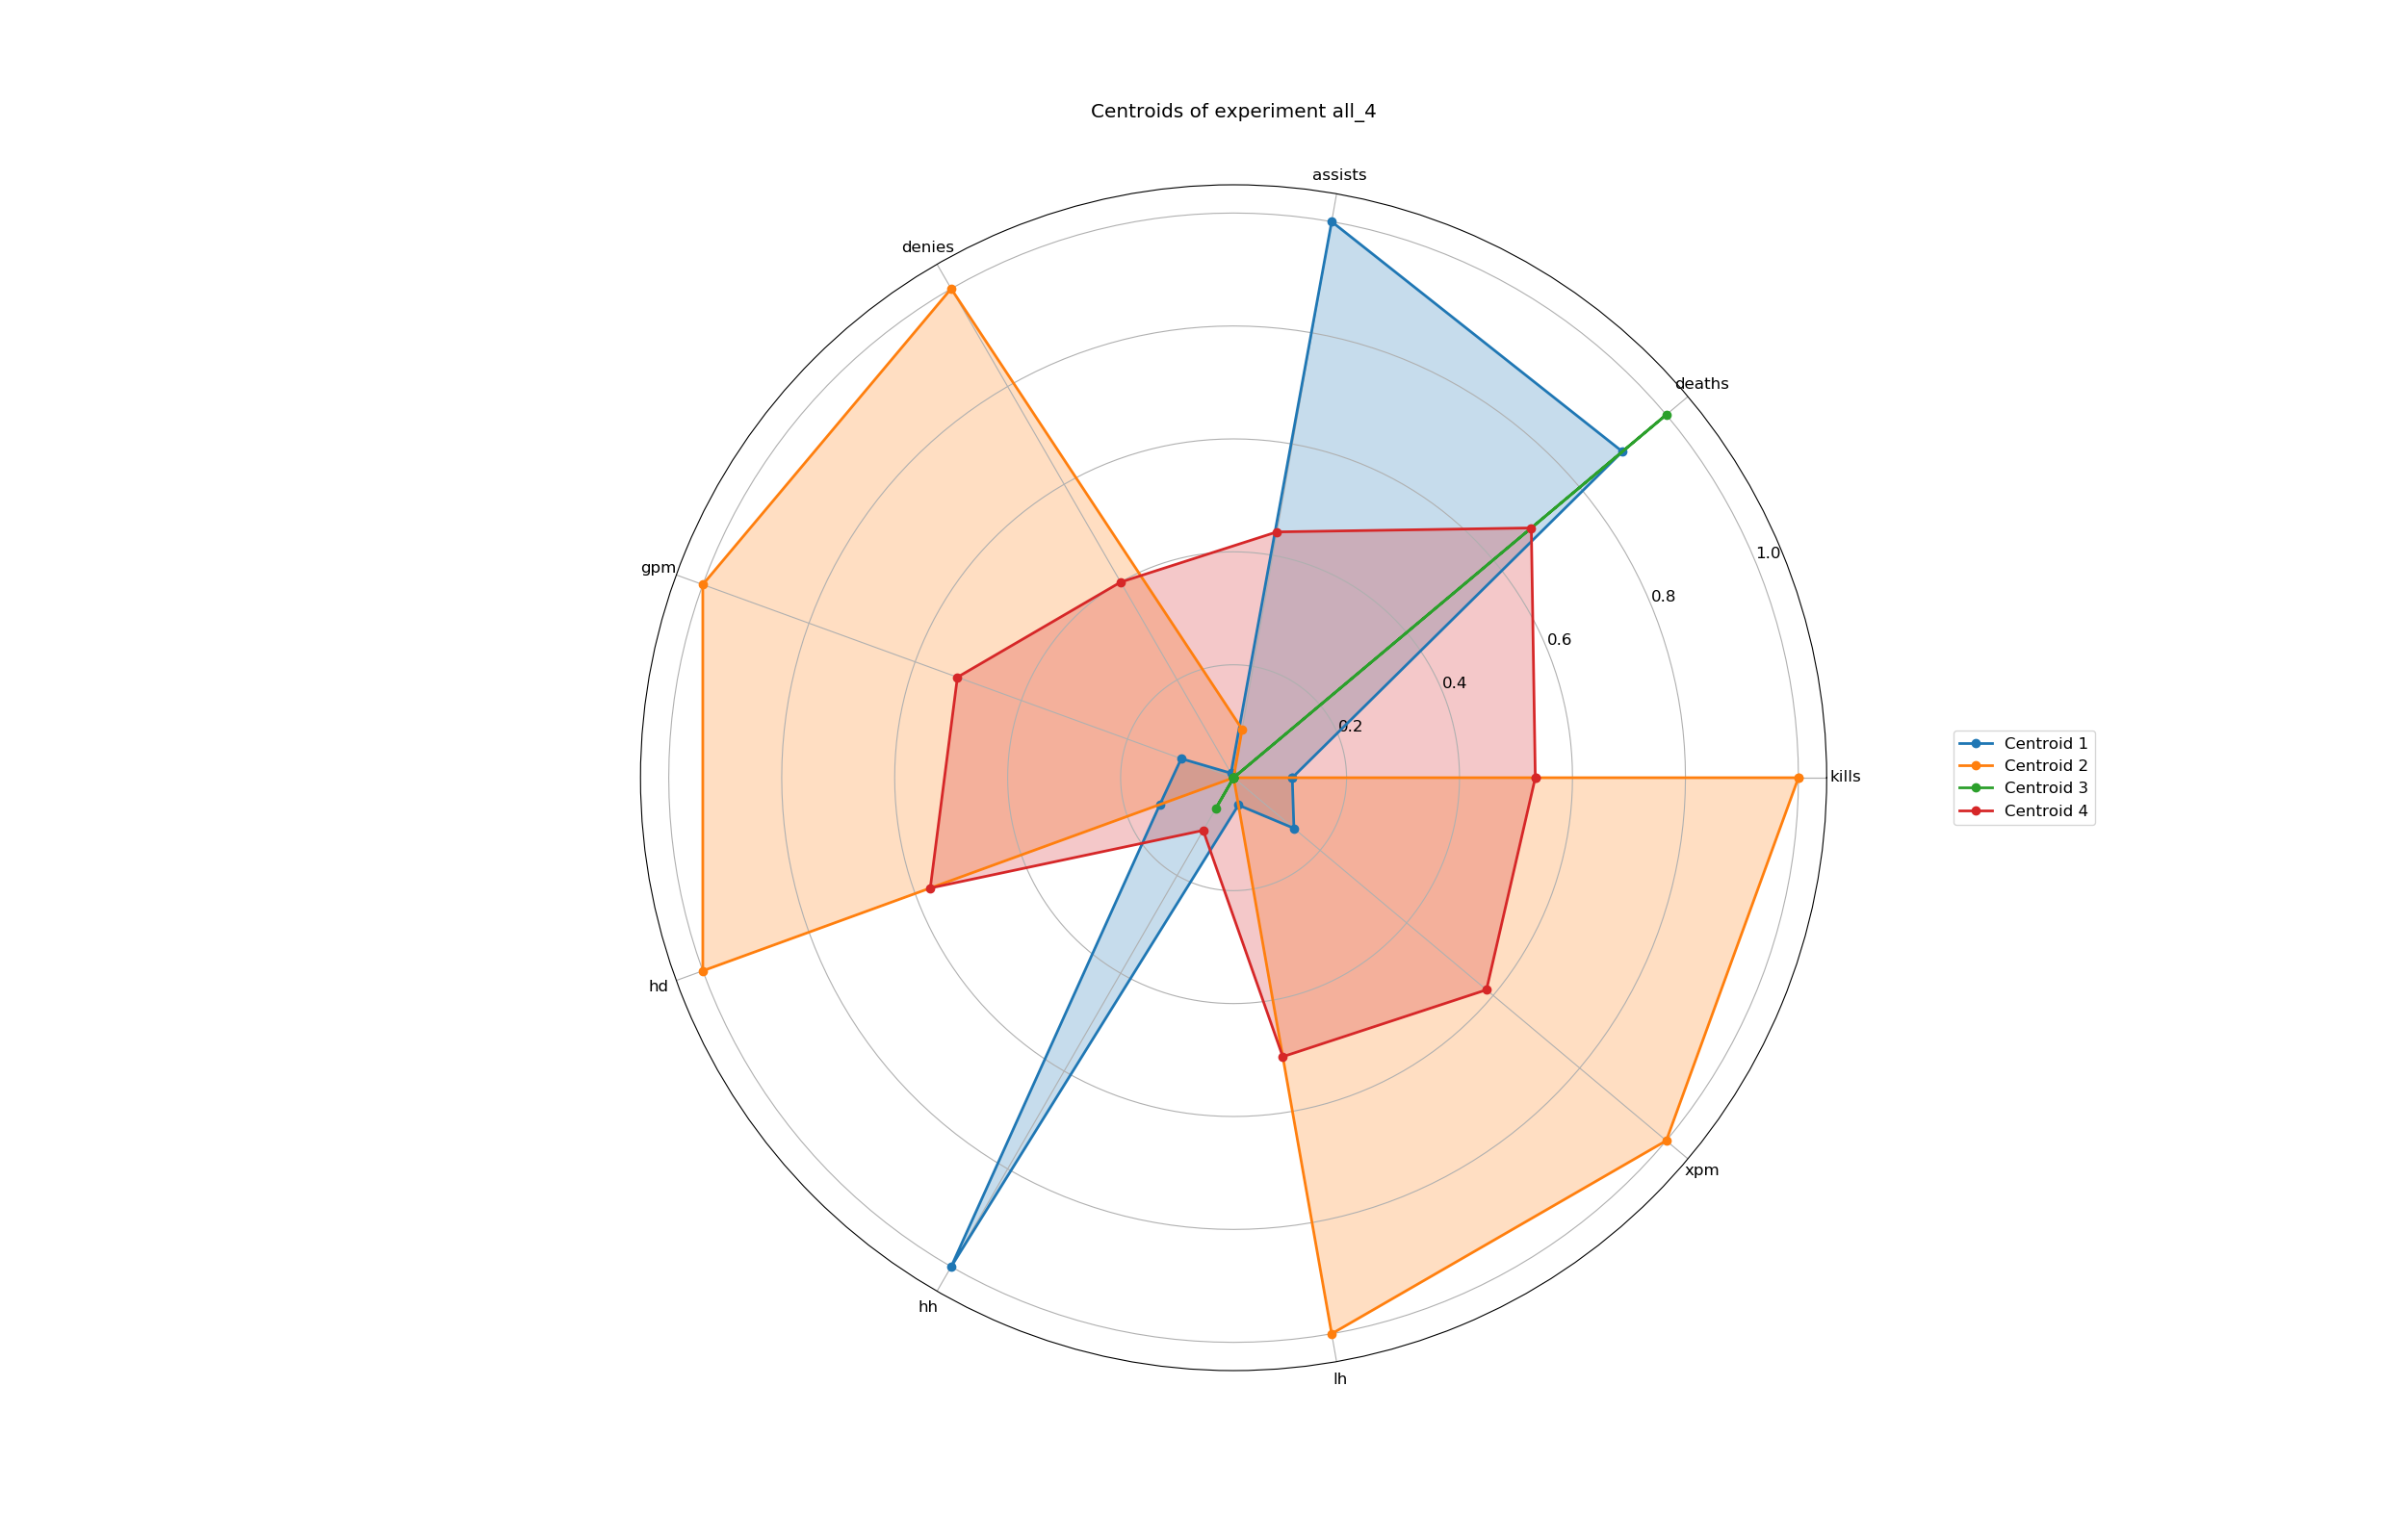 Centroids of experiment all_4
assists
denies
deaths
gpm
1.0
0.8
0.6
0.4
0.2
kills
Centroid 1
Centroid 2
Centroid 3
Centroid 4
hd
xpm
hh
lh